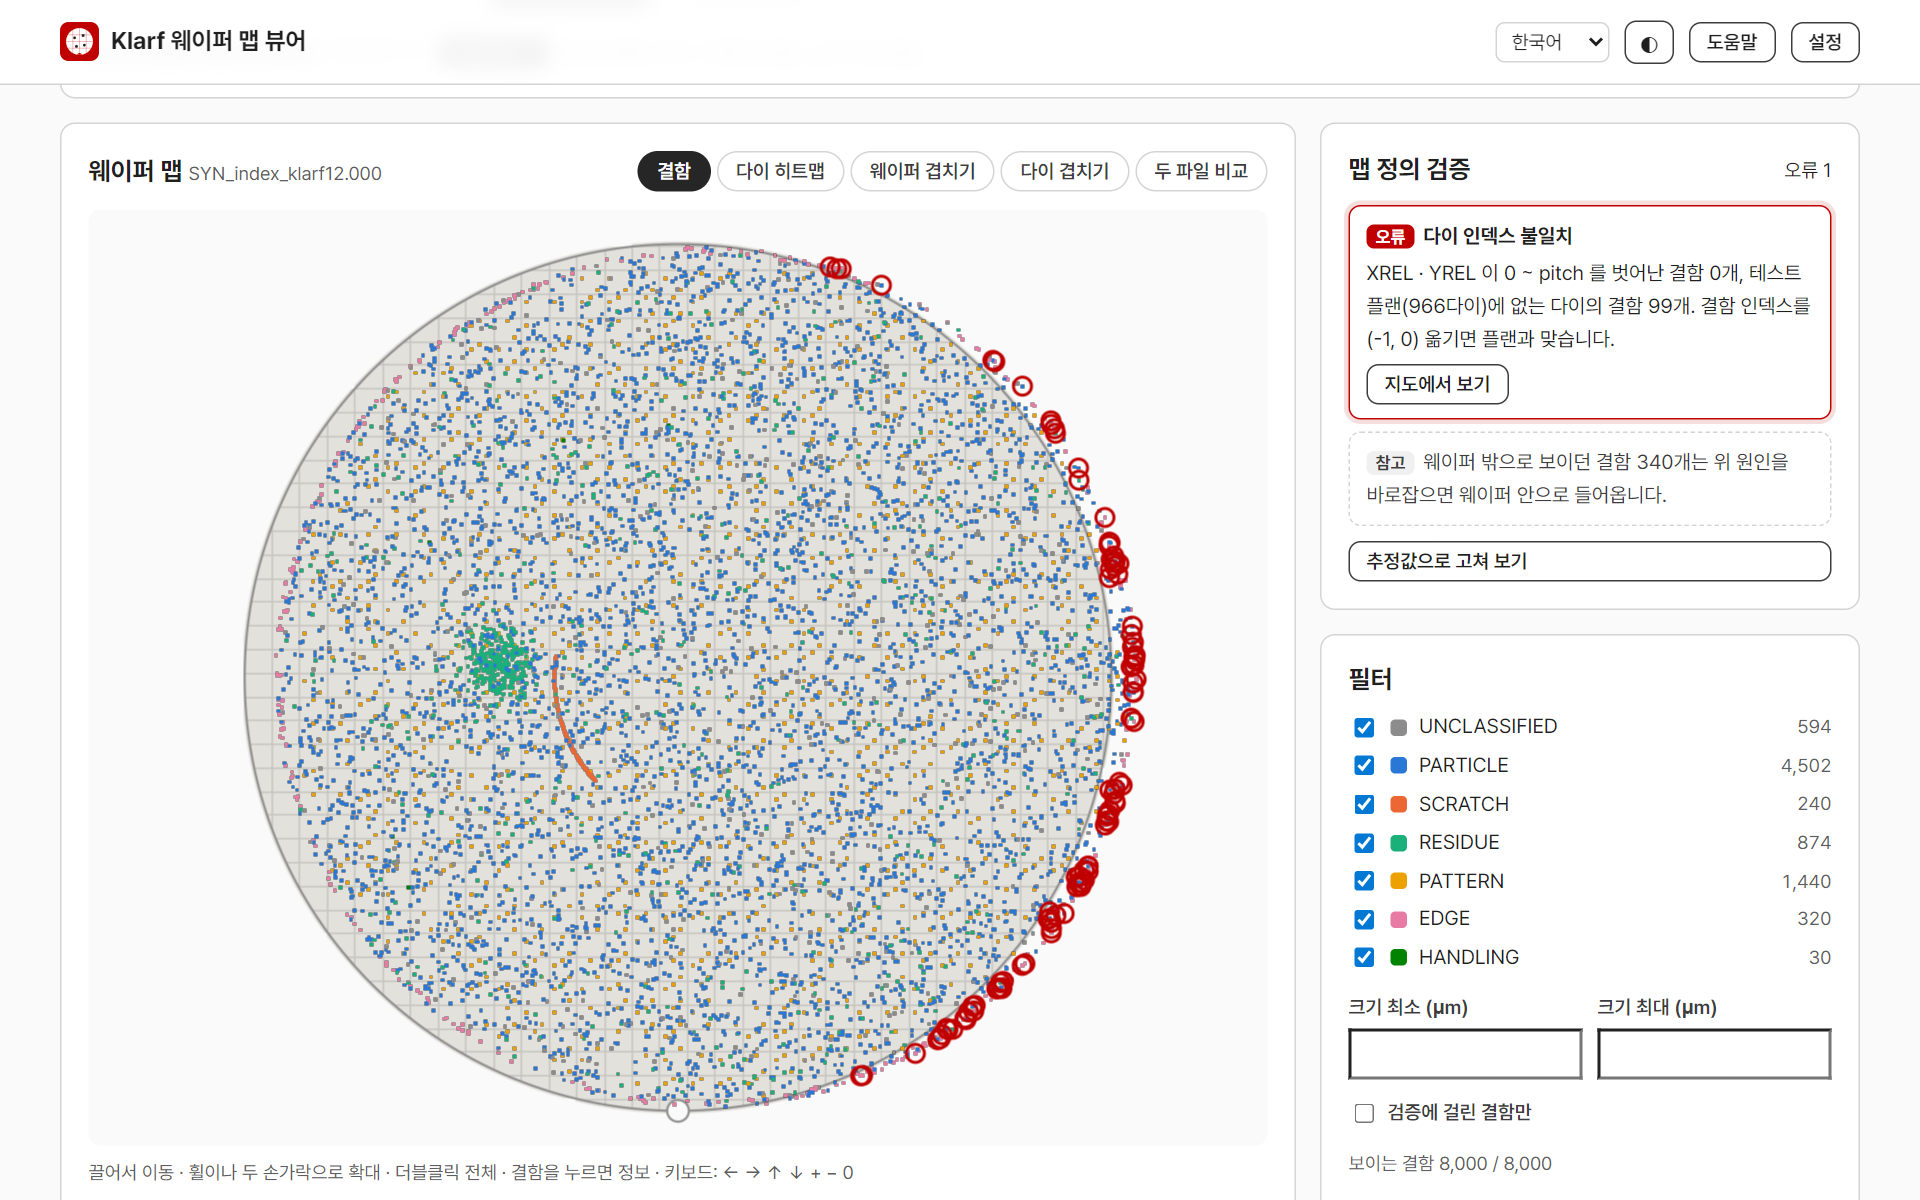 Klarf 웨이퍼 맵 뷰어
한국어
도움말
설정
웨이퍼 맵 SYN_index_klarf12.000
결함
다이 히트맵
웨이퍼 겹치기
다이 겹치기
두 파일 비교
끌어서 이동 · 휠이나 두 손가락으로 확대 · 더블클릭 전체 · 결함을 누르면 정보 · 키보드: ← → ↑ ↓ + − 0
맵 정의 검증
오류 1
오류 다이 인덱스 불일치
XREL · YREL 이 0 ~ pitch 를 벗어난 결함 0개, 테스트
플랜(966다이)에 없는 다이의 결함 99개. 결함 인덱스를
(-1, 0) 옮기면 플랜과 맞습니다.
지도에서 보기
참고 웨이퍼 밖으로 보이던 결함 340개는 위 원인을
바로잡으면 웨이퍼 안으로 들어옵니다.
추정값으로 고쳐 보기
필터
UNCLASSIFIED 594
PARTICLE 4,502
SCRATCH 240
RESIDUE 874
PATTERN 1,440
EDGE 320
HANDLING 30
크기 최소 (µm)
크기 최대 (µm)
검증에 걸린 결함만
보이는 결함 8,000 / 8,000